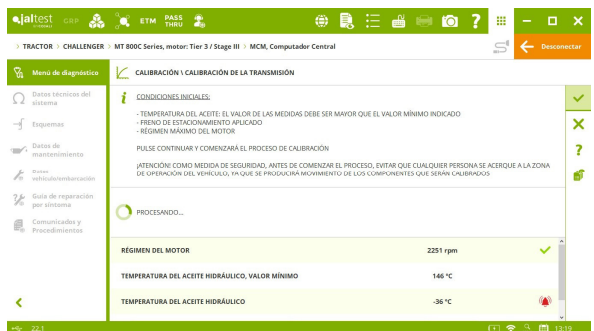 jaltest GRP ETM PASS THRU
> TRACTOR > CHALLENGER > MT 800C Series, motor: Tier 3 / Stage III > MCM, Computador Central
Desconectar
Menú de diagnóstico
Datos técnicos del
sistema
Esquemas
Datos de
mantenimiento
vehículo/embarcación
Guía de reparación
por síntoma
Comunicados y
Procedimientos
CALIBRACIÓN \ CALIBRACIÓN DE LA TRANSMISIÓN
CONDICIONES INICIALES:
- TEMPERATURA DEL ACEITE: EL VALOR DE LAS MEDIDAS DEBE SER MAYOR QUE EL VALOR MÍNIMO INDICADO
- FRENO DE ESTACIONAMIENTO APLICADO
- RÉGIMEN MÁXIMO DEL MOTOR
PULSE CONTINUAR Y COMENZARÁ EL PROCESO DE CALIBRACIÓN
¡ATENCIÓN! COMO MEDIDA DE SEGURIDAD, ANTES DE COMENZAR EL PROCESO, EVITAR QUE CUALQUIER PERSONA SE ACERQUE A LA ZONA
DE OPERACIÓN DEL VEHÍCULO, YA QUE SE PRODUCIRÁ MOVIMIENTO DE LOS COMPONENTES QUE SERÁN CALIBRADOS
PROCESANDO...
RÉGIMEN DEL MOTOR 2251 rpm
TEMPERATURA DEL ACEITE HIDRÁULICO, VALOR MÍNIMO 146 °C
TEMPERATURA DEL ACEITE HIDRÁULICO -36 °C
22.1 13:19